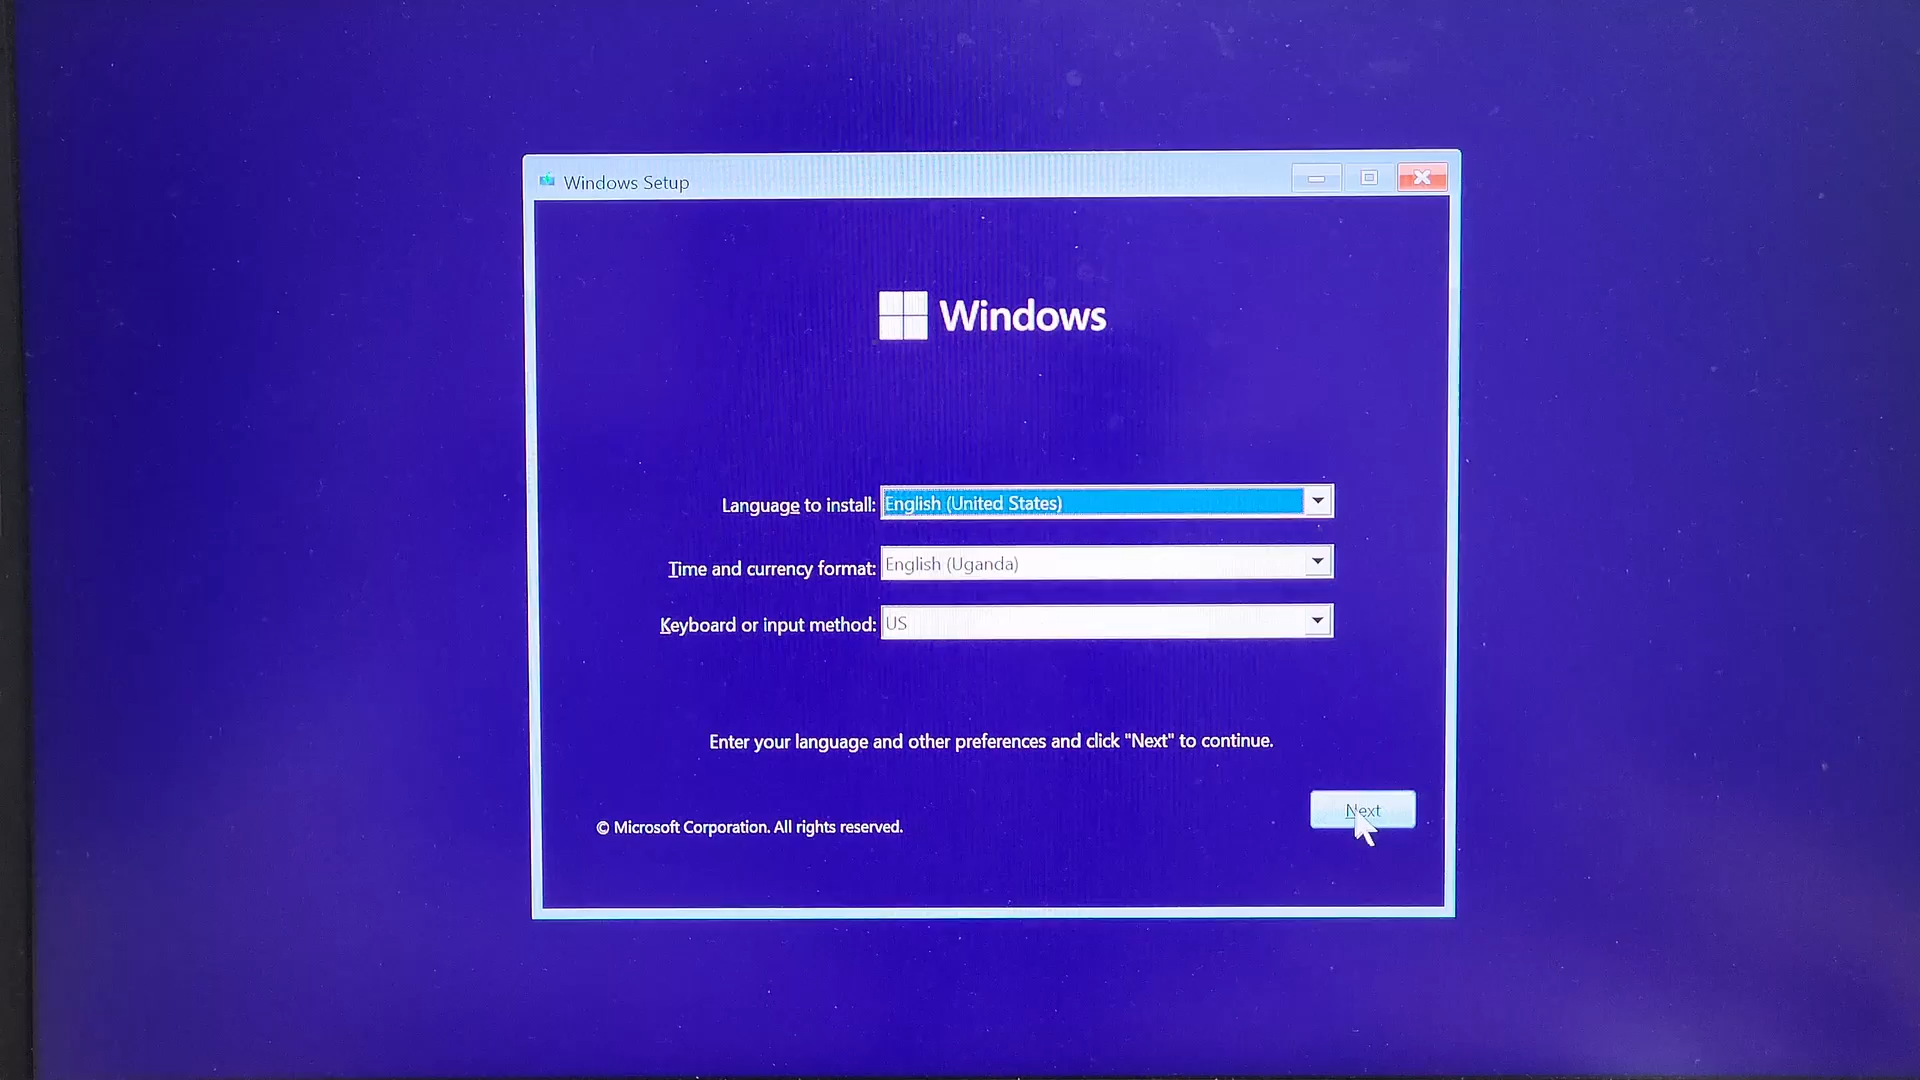 Windows Setup
Windows
Language to install: English (United States)
Time and currency format: English (Uganda)
Keyboard or input method: US
Enter your language and other preferences and click "Next" to continue.
Next
© Microsoft Corporation. All rights reserved.